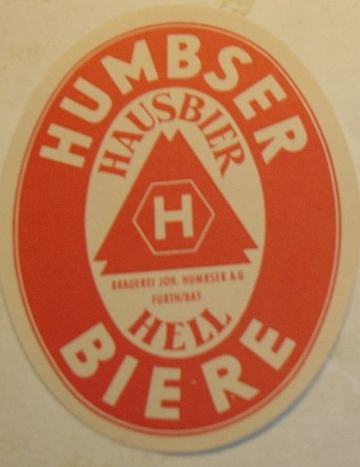 HUMBSER
HAUSBIER
H
BRAUEREI JOH. HUMBSER A.G.
FÜRTH/BAY.
HELL
BIERE